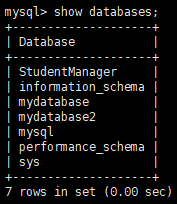 mysql> show databases;
+--------------------+
| Database           |
+--------------------+
| StudentManager     |
| information_schema |
| mydatabase         |
| mydatabase2        |
| mysql              |
| performance_schema |
| sys                |
+--------------------+
7 rows in set (0.00 sec)